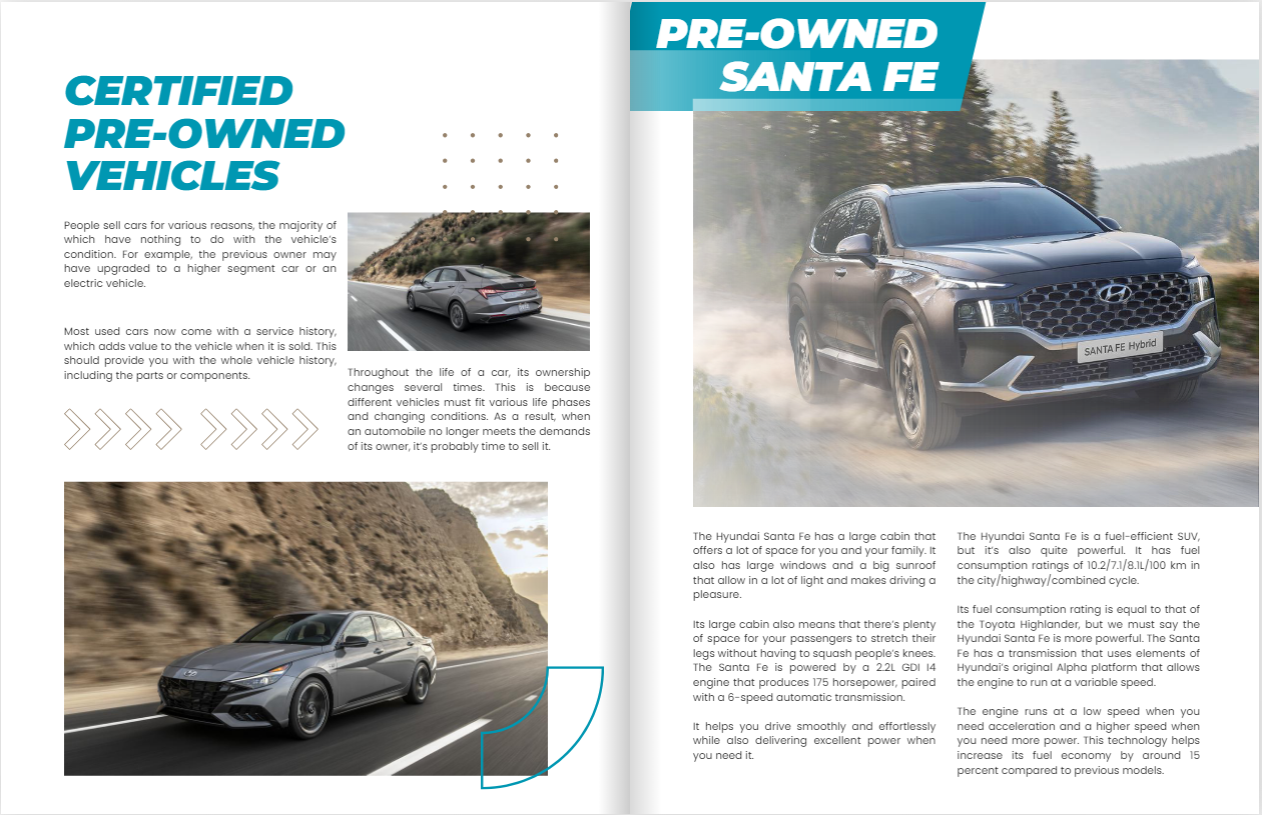 CERTIFIED
PRE-OWNED
VEHICLES
People sell cars for various reasons, the majority of
which have nothing to do with the vehicle's
condition. For example, the previous owner may
have upgraded to a higher segment car or an
electric vehicle.
Most used cars now come with a service history,
which adds value to the vehicle when it is sold. This
should provide you with the whole vehicle history,
including the parts or components.
Throughout the life of a car, its ownership
changes several times. This is because
different vehicles must fit various life phases
and changing conditions. As a result, when
an automobile no longer meets the demands
of its owner, it's probably time to sell it.
PRE-OWNED
SANTA FE
SANTA FE Hybrid
The Hyundai Santa Fe has a large cabin that
offers a lot of space for you and your family. It
also has large windows and a big sunroof
that allow in a lot of light and makes driving a
pleasure.
Its large cabin also means that there's plenty
of space for your passengers to stretch their
legs without having to squash people's knees.
The Santa Fe is powered by a 2.2L GDI I4
engine that produces 175 horsepower, paired
with a 6-speed automatic transmission.
It helps you drive smoothly and effortlessly
while also delivering excellent power when
you need it.
The Hyundai Santa Fe is a fuel-efficient SUV,
but it's also quite powerful. It has fuel
consumption ratings of 10.2/7.1/8.1L/100 km in
the city/highway/combined cycle.
Its fuel consumption rating is equal to that of
the Toyota Highlander, but we must say the
Hyundai Santa Fe is more powerful. The Santa
Fe has a transmission that uses elements of
Hyundai's original Alpha platform that allows
the engine to run at a variable speed.
The engine runs at a low speed when you
need acceleration and a higher speed when
you need more power. This technology helps
increase its fuel economy by around 15
percent compared to previous models.